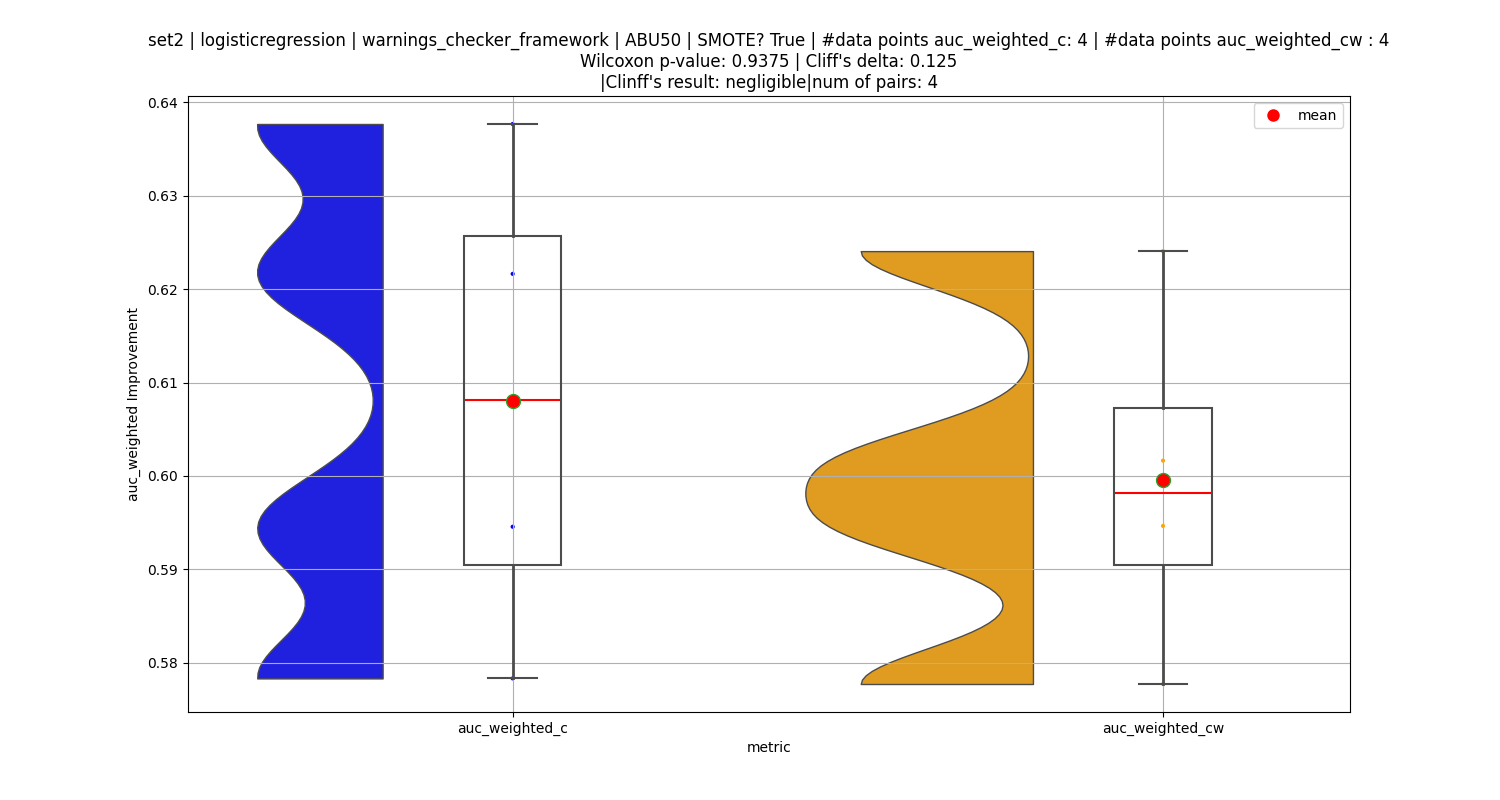 set2 | logisticregression | warnings_checker_framework | ABU50 | SMOTE? True | #data points auc_weighted_c: 4 | #data points auc_weighted_cw : 4
Wilcoxon p-value: 0.9375 | Cliff's delta: 0.125
|Clinff's result: negligible|num of pairs: 4
mean
0.64
0.63
0.62
0.61
0.60
0.59
0.58
auc_weighted Improvement
auc_weighted_c
auc_weighted_cw
metric